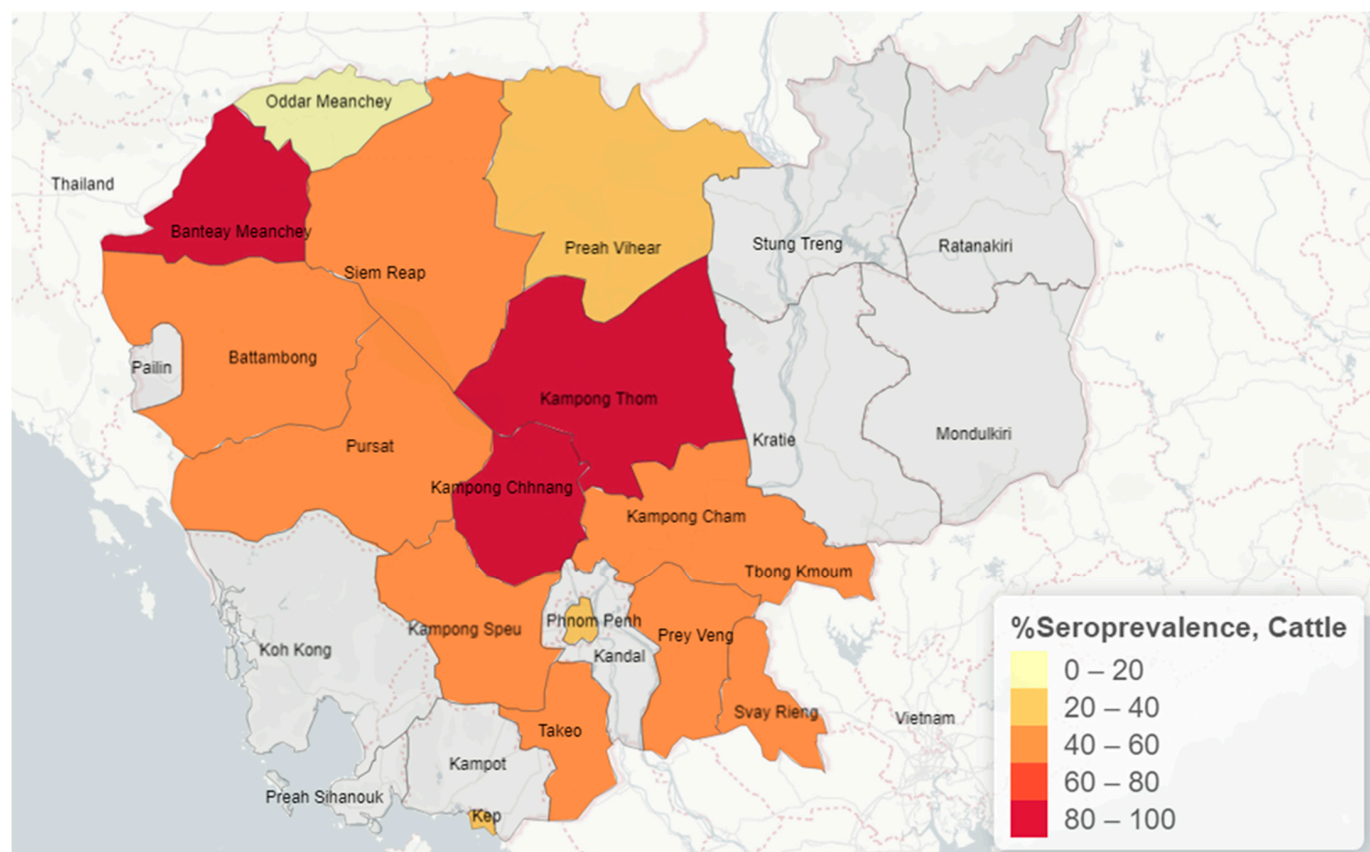 Oddar Meanchey
Thailand
Banteay Meanchey
Siem Reap
Preah Vihear
Stung Treng
Ratanakiri
Battambong
Pailin
Kampong Thom
Pursat
Kratie
Mondulkiri
Kampong Chhnang
Kampong Cham
Tbong Kmoum
Phnom Penh
Kampong Speu
Prey Veng
Koh Kong
Kandal
Svay Rieng
Vietnam
Takeo
Kampot
Preah Sihanouk
Kep
%Seroprevalence, Cattle
0 – 20
20 – 40
40 – 60
60 – 80
80 – 100